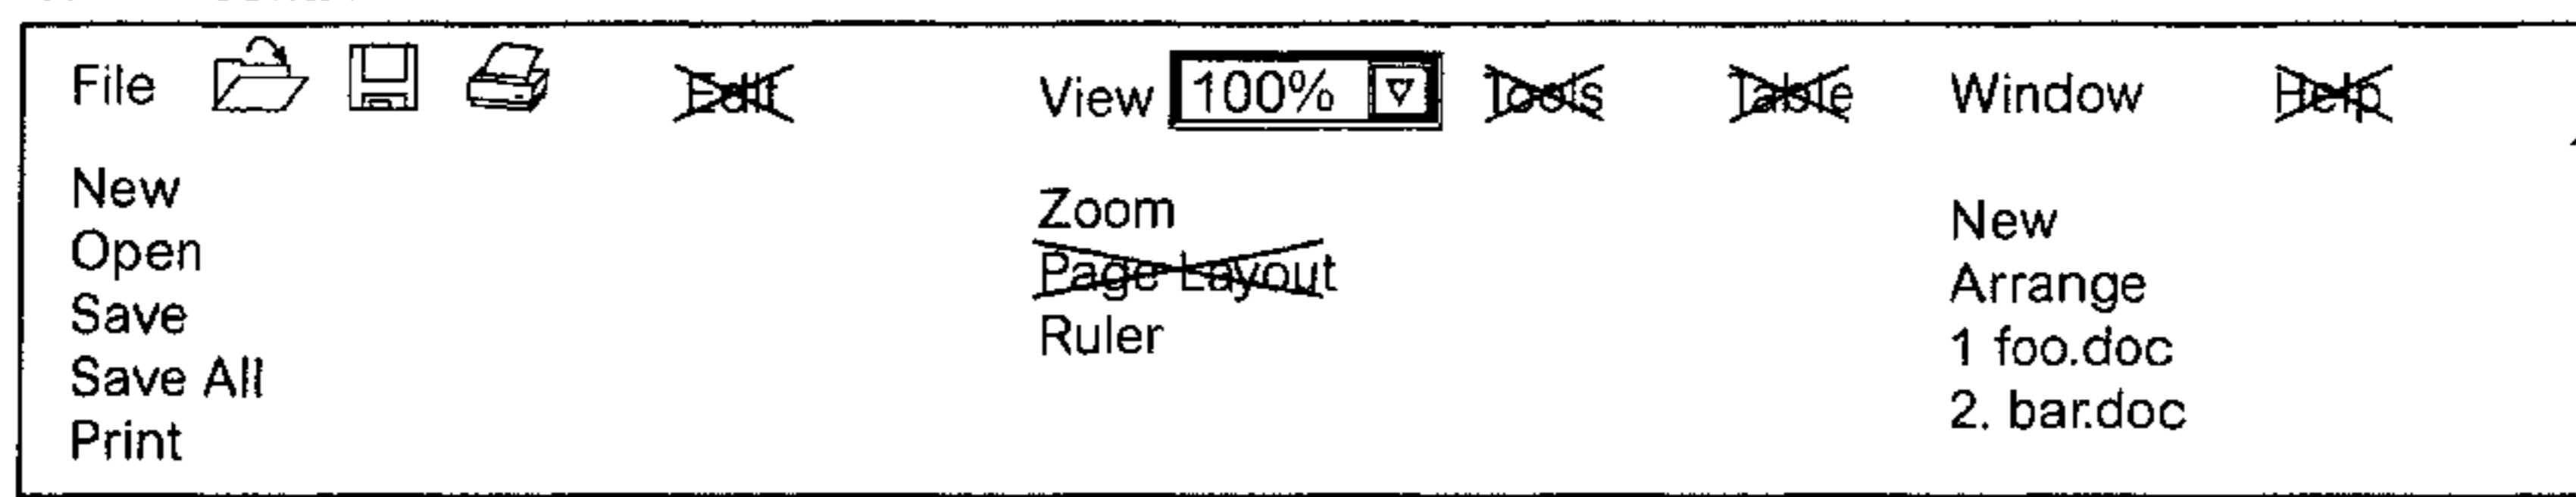 File Edit View 100% Tools Table Window Help
New
Open
Save
Save All
Print
Zoom
Page Layout
Ruler
New
Arrange
1 foo.doc
2. bar.doc